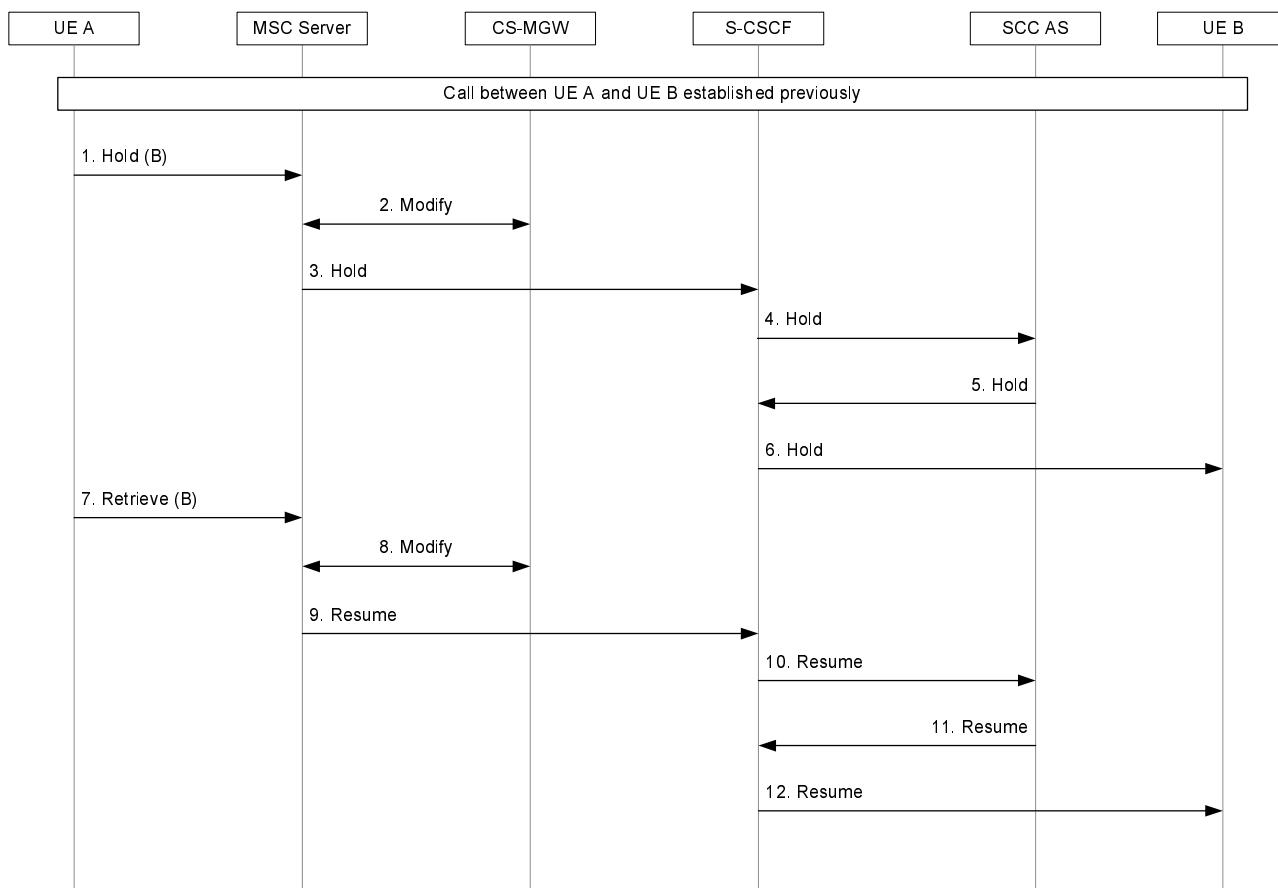 UE A
MSC Server
CS-MGW
S-CSCF
SCC AS
UE B
Call between UE A and UE B established previously
1. Hold (B)
2. Modify
3. Hold
4. Hold
5. Hold
6. Hold
7. Retrieve (B)
8. Modify
9. Resume
10. Resume
11. Resume
12. Resume